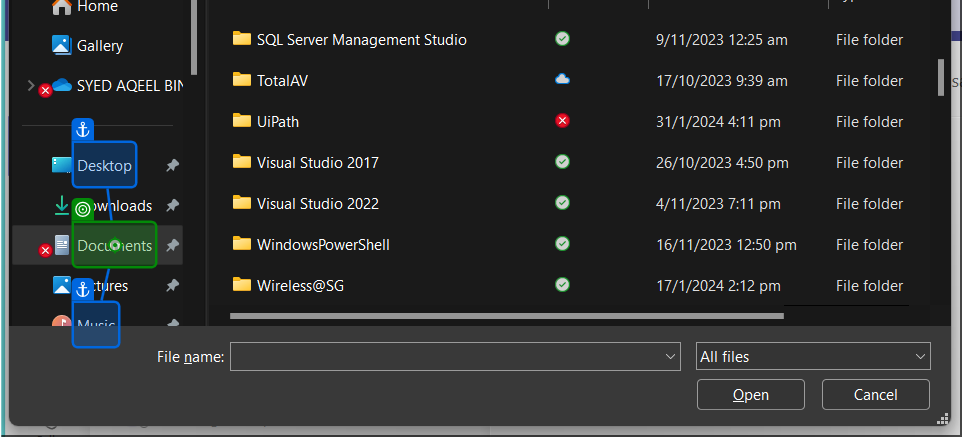 Home
Gallery
SYED AQEEL BIN
Desktop
Downloads
Documents
Pictures
Music
SQL Server Management Studio 9/11/2023 12:25 am File folder
TotalAV 17/10/2023 9:39 am File folder
UiPath 31/1/2024 4:11 pm File folder
Visual Studio 2017 26/10/2023 4:50 pm File folder
Visual Studio 2022 4/11/2023 7:11 pm File folder
WindowsPowerShell 16/11/2023 12:50 pm File folder
Wireless@SG 17/1/2024 2:12 pm File folder
File name: All files
Open Cancel